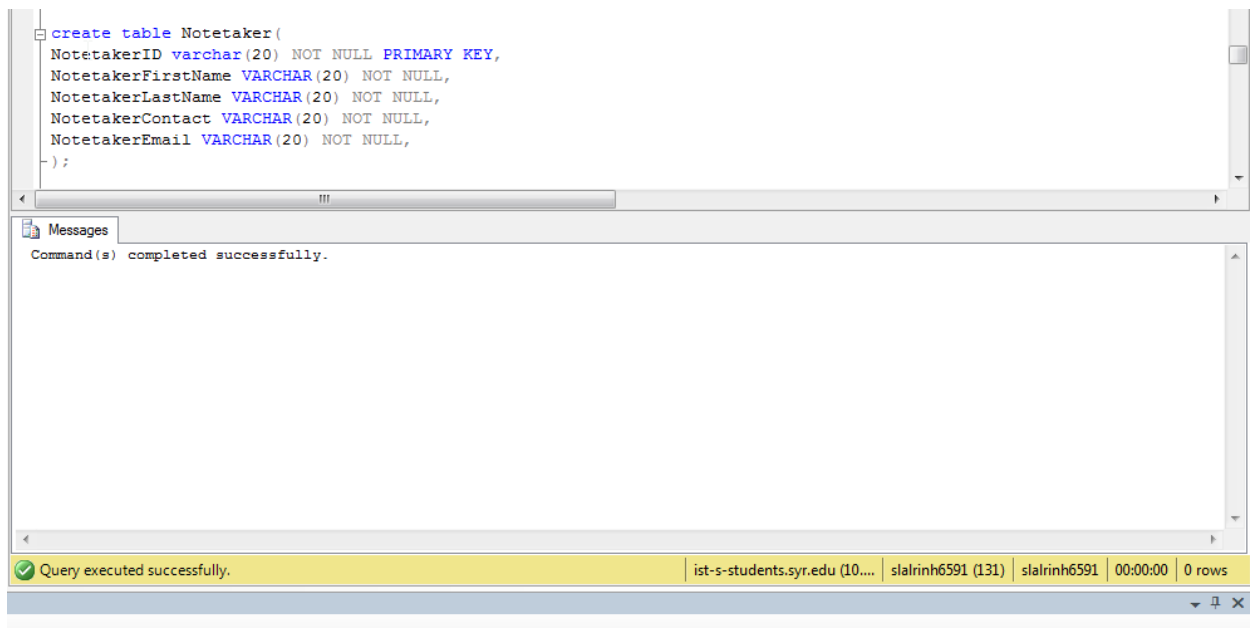 create table Notetaker(
NotetakerID varchar(20) NOT NULL PRIMARY KEY,
NotetakerFirstName VARCHAR(20) NOT NULL,
NotetakerLastName VARCHAR(20) NOT NULL,
NotetakerContact VARCHAR(20) NOT NULL,
NotetakerEmail VARCHAR(20) NOT NULL,
);
Messages
Command(s) completed successfully.
Query executed successfully. ist-s-students.syr.edu (10.... slalrinh6591 (131) slalrinh6591 00:00:00 0 rows